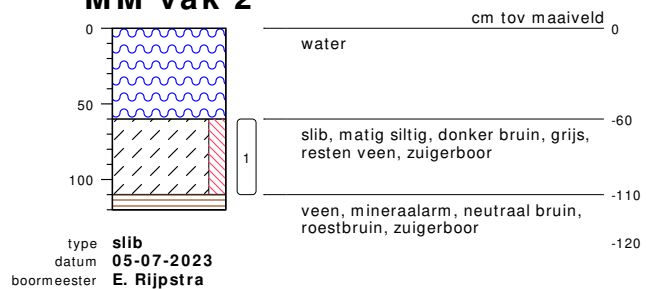 MM vak 2
cm tov maaiveld
0 0
water
50
-60
slib, matig siltig, donker bruin, grijs,
resten veen, zuigerboor
1
100
-110
veen, mineraalarm, neutraal bruin,
roestbruin, zuigerboor
-120
type slib
datum 05-07-2023
boormeester E. Rijpstra